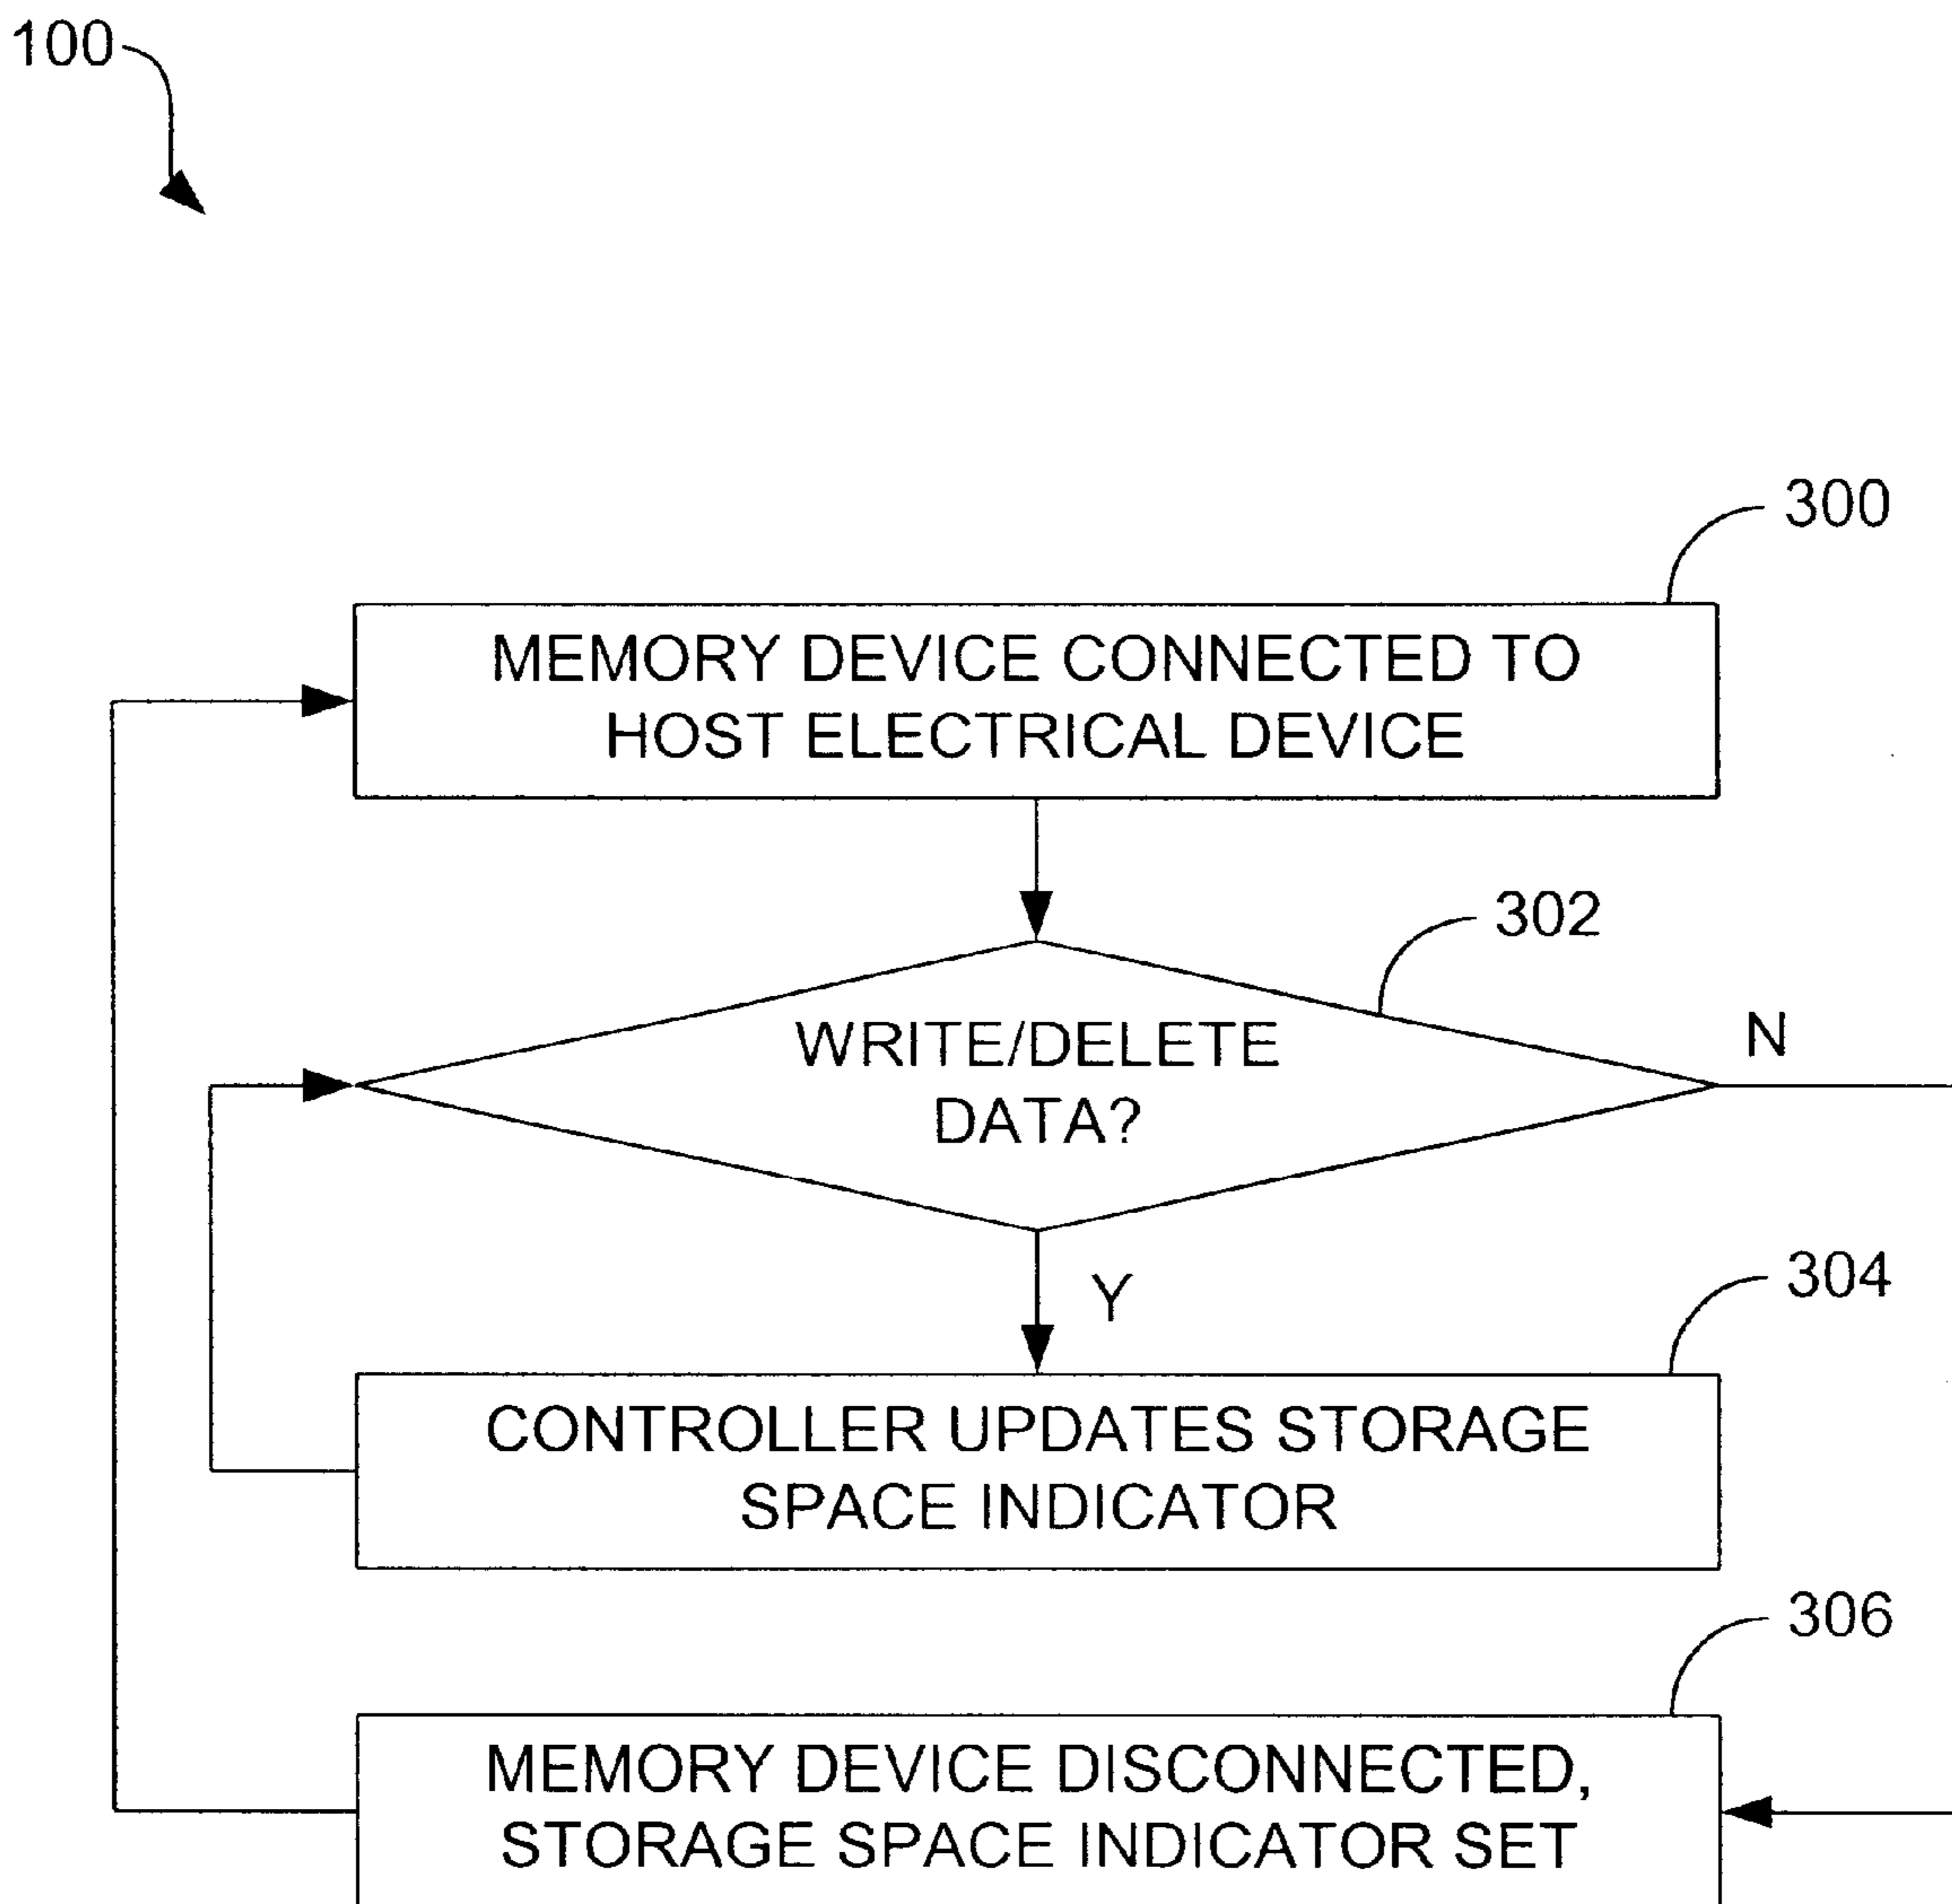 100
300
MEMORY DEVICE CONNECTED TO
HOST ELECTRICAL DEVICE
302
WRITE/DELETE
DATA?
N
Y
304
CONTROLLER UPDATES STORAGE
SPACE INDICATOR
306
MEMORY DEVICE DISCONNECTED,
STORAGE SPACE INDICATOR SET